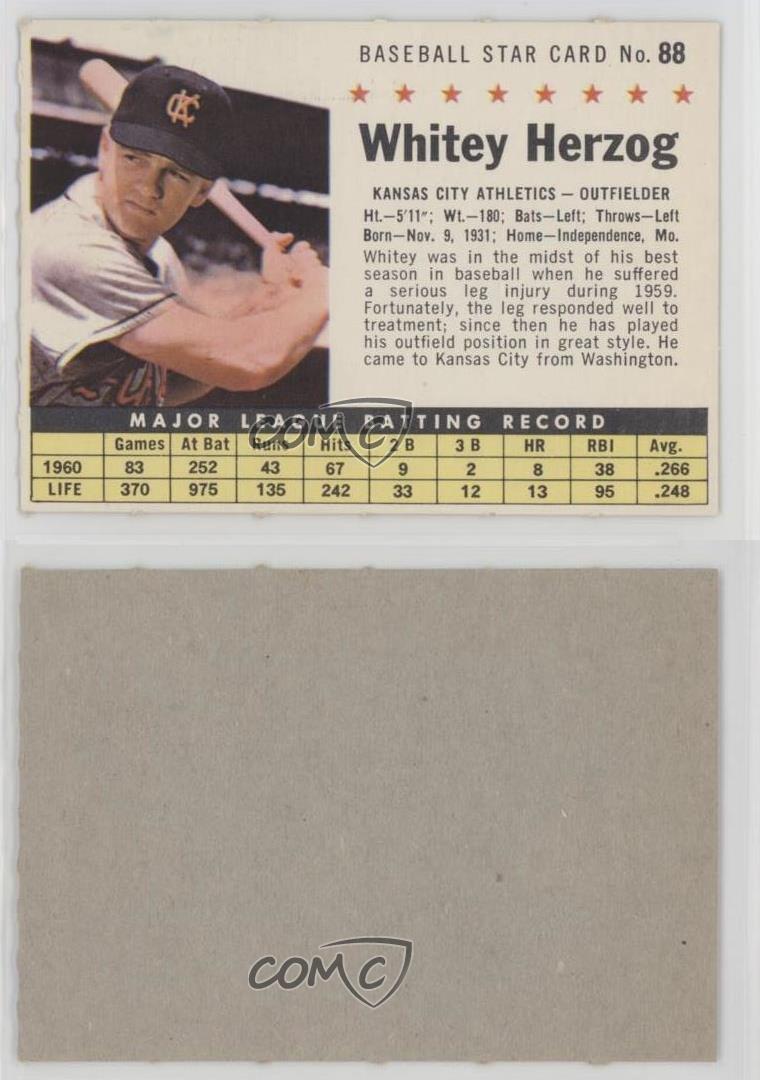 BASEBALL STAR CARD No. 88
Whitey Herzog
KANSAS CITY ATHLETICS — OUTFIELDER
Ht.—5'11"; Wt.—180; Bats—Left; Throws—Left
Born—Nov. 9, 1931; Home—Independence, Mo.
Whitey was in the midst of his best
season in baseball when he suffered
a serious leg injury during 1959.
Fortunately, the leg responded well to
treatment; since then he has played
his outfield position in great style. He
came to Kansas City from Washington.
KC
MAJOR LEAGUE BATTING RECORD
Games At Bat Runs Hits 2 B 3 B HR RBI Avg.
1960 83 252 43 67 9 2 8 38 .266
LIFE 370 975 135 242 33 12 13 95 .248
COMC
COMC